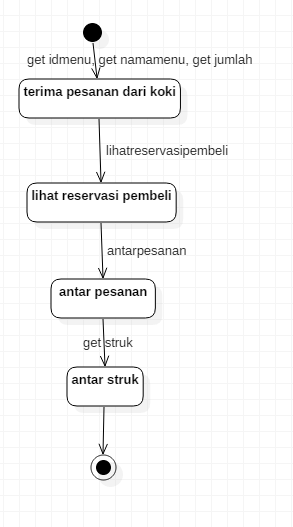 get idmenu, get namamenu, get jumlah
terima pesanan dari koki
lihatreservasipembeli
lihat reservasi pembeli
antarpesanan
antar pesanan
get struk
antar struk